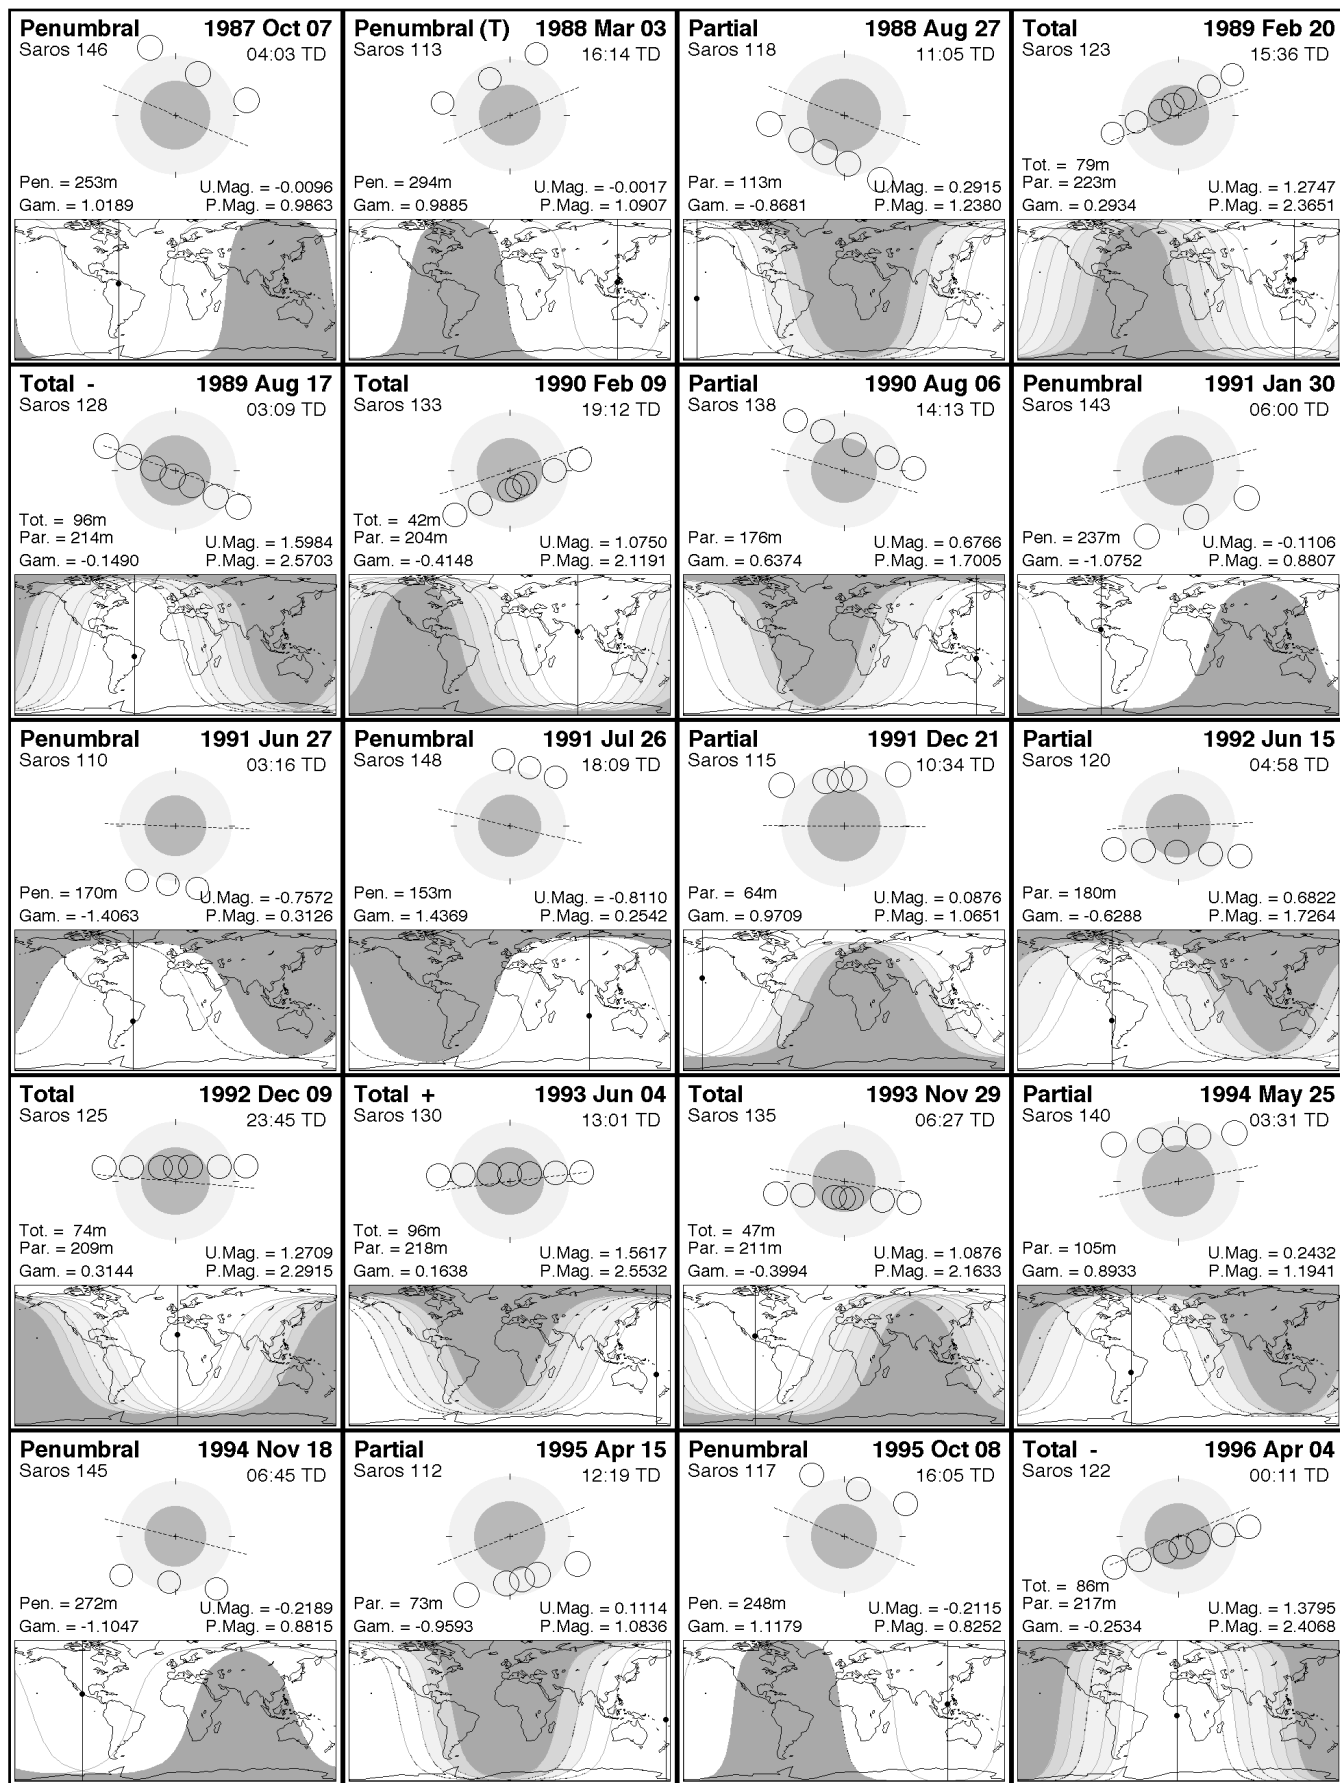 Penumbral 1987 Oct 07
Saros 146 04:03 TD
Pen. = 253m U.Mag. = -0.0096
Gam. = 1.0189 P.Mag. = 0.9863
Penumbral (T) 1988 Mar 03
Saros 113 16:14 TD
Pen. = 294m U.Mag. = -0.0017
Gam. = 0.9885 P.Mag. = 1.0907
Partial 1988 Aug 27
Saros 118 11:05 TD
Par. = 113m U.Mag. = 0.2915
Gam. = -0.8681 P.Mag. = 1.2380
Total 1989 Feb 20
Saros 123 15:36 TD
Tot. = 79m
Par. = 223m U.Mag. = 1.2747
Gam. = 0.2934 P.Mag. = 2.3651
Total - 1989 Aug 17
Saros 128 03:09 TD
Tot. = 96m
Par. = 214m U.Mag. = 1.5984
Gam. = -0.1490 P.Mag. = 2.5703
Total 1990 Feb 09
Saros 133 19:12 TD
Tot. = 42m
Par. = 204m U.Mag. = 1.0750
Gam. = -0.4148 P.Mag. = 2.1191
Partial 1990 Aug 06
Saros 138 14:13 TD
Par. = 176m U.Mag. = 0.6766
Gam. = 0.6374 P.Mag. = 1.7005
Penumbral 1991 Jan 30
Saros 143 06:00 TD
Pen. = 237m U.Mag. = -0.1106
Gam. = -1.0752 P.Mag. = 0.8807
Penumbral 1991 Jun 27
Saros 110 03:16 TD
Pen. = 170m U.Mag. = -0.7572
Gam. = -1.4063 P.Mag. = 0.3126
Penumbral 1991 Jul 26
Saros 148 18:09 TD
Pen. = 153m U.Mag. = -0.8110
Gam. = 1.4369 P.Mag. = 0.2542
Partial 1991 Dec 21
Saros 115 10:34 TD
Par. = 64m U.Mag. = 0.0876
Gam. = 0.9709 P.Mag. = 1.0651
Partial 1992 Jun 15
Saros 120 04:58 TD
Par. = 180m U.Mag. = 0.6822
Gam. = -0.6288 P.Mag. = 1.7264
Total 1992 Dec 09
Saros 125 23:45 TD
Tot. = 74m
Par. = 209m U.Mag. = 1.2709
Gam. = 0.3144 P.Mag. = 2.2915
Total + 1993 Jun 04
Saros 130 13:01 TD
Tot. = 96m
Par. = 218m U.Mag. = 1.5617
Gam. = 0.1638 P.Mag. = 2.5532
Total 1993 Nov 29
Saros 135 06:27 TD
Tot. = 47m
Par. = 211m U.Mag. = 1.0876
Gam. = -0.3994 P.Mag. = 2.1633
Partial 1994 May 25
Saros 140 03:31 TD
Par. = 105m U.Mag. = 0.2432
Gam. = 0.8933 P.Mag. = 1.1941
Penumbral 1994 Nov 18
Saros 145 06:45 TD
Pen. = 272m U.Mag. = -0.2189
Gam. = -1.1047 P.Mag. = 0.8815
Partial 1995 Apr 15
Saros 112 12:19 TD
Par. = 73m U.Mag. = 0.1114
Gam. = -0.9593 P.Mag. = 1.0836
Penumbral 1995 Oct 08
Saros 117 16:05 TD
Pen. = 248m U.Mag. = -0.2115
Gam. = 1.1179 P.Mag. = 0.8252
Total - 1996 Apr 04
Saros 122 00:11 TD
Tot. = 86m
Par. = 217m U.Mag. = 1.3795
Gam. = -0.2534 P.Mag. = 2.4068